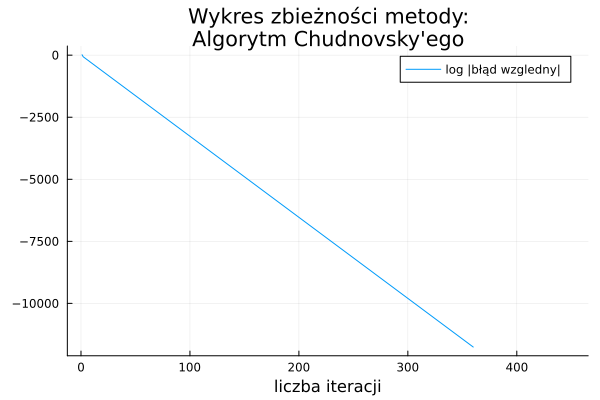 Wykres zbieżności metody:
Algorytm Chudnovsky'ego
log |błąd wzgledny|
0
−2500
−5000
−7500
−10000
0 100 200 300 400
liczba iteracji